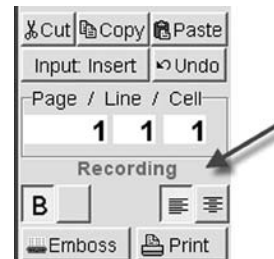 Cut Copy Paste
Input: Insert Undo
Page / Line / Cell
1 1 1
Recording
B
Emboss Print